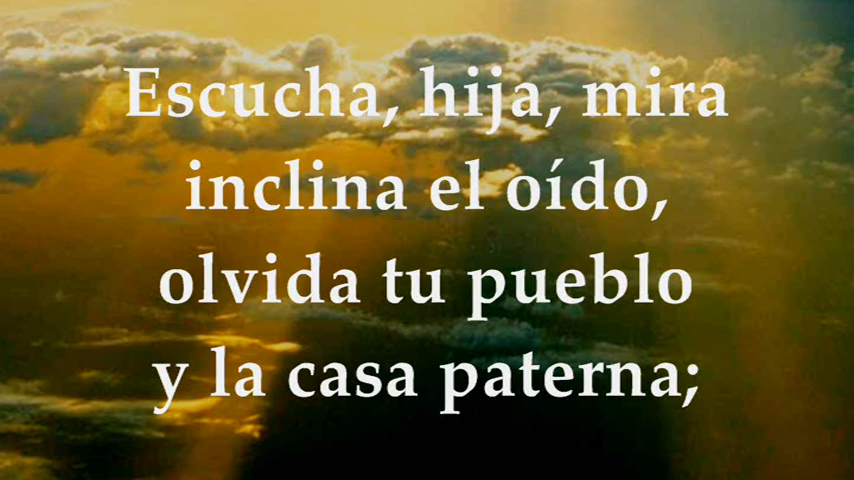 Escucha, hija, mira
inclina el oído,
olvida tu pueblo
y la casa paterna;